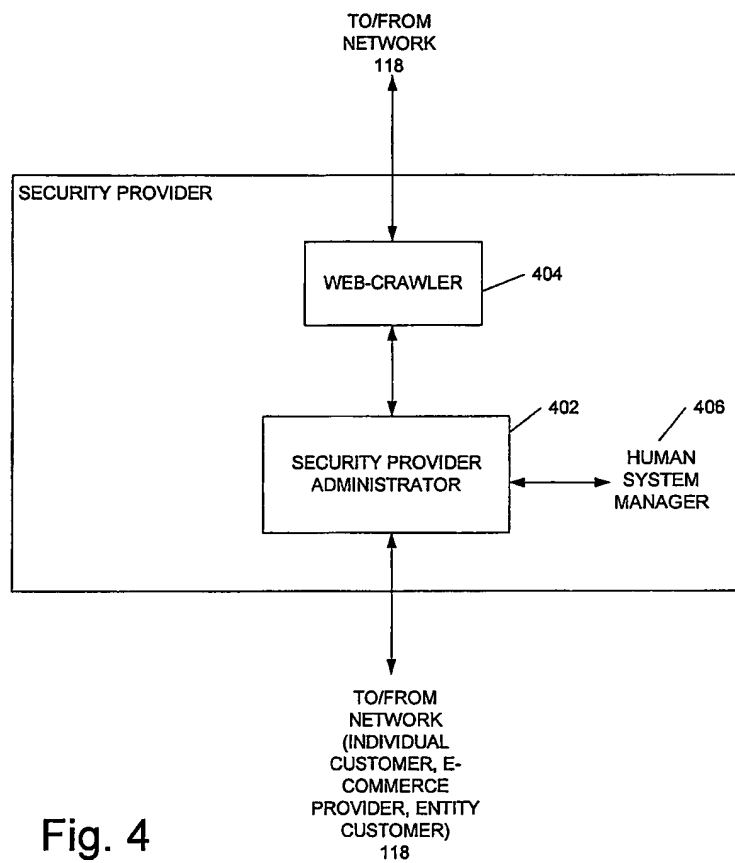 TO/FROM
NETWORK
118
SECURITY PROVIDER
WEB-CRAWLER
404
402
406
SECURITY PROVIDER
ADMINISTRATOR
HUMAN
SYSTEM
MANAGER
TO/FROM
NETWORK
(INDIVIDUAL
CUSTOMER, E-
COMMERCE
PROVIDER, ENTITY
CUSTOMER)
118
Fig. 4